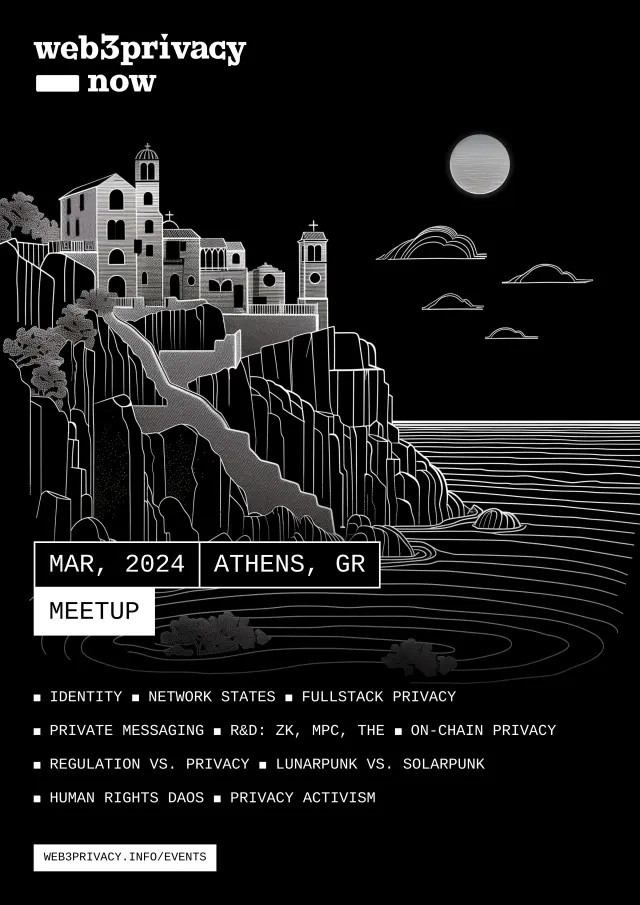 web3privacy
now
MAR, 2024 ATHENS, GR
MEETUP
■ IDENTITY ■ NETWORK STATES ■ FULLSTACK PRIVACY
■ PRIVATE MESSAGING ■ R&D: ZK, MPC, THE ■ ON-CHAIN PRIVACY
■ REGULATION VS. PRIVACY ■ LUNARPUNK VS. SOLARPUNK
■ HUMAN RIGHTS DAOS ■ PRIVACY ACTIVISM
WEB3PRIVACY.INFO/EVENTS